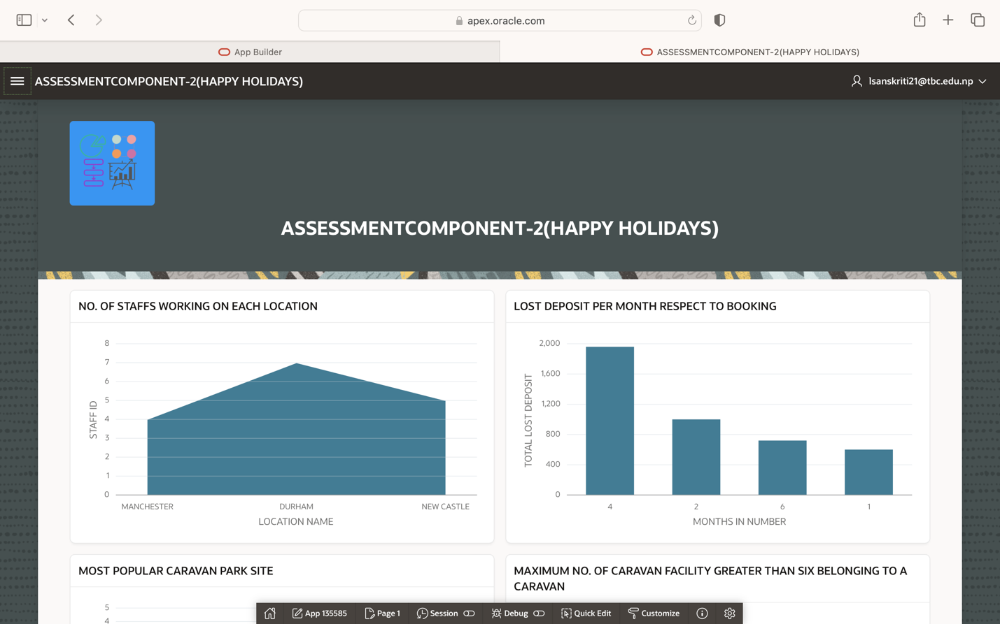 apex.oracle.com
App Builder
ASSESSMENTCOMPONENT-2(HAPPY HOLIDAYS)
ASSESSMENTCOMPONENT-2(HAPPY HOLIDAYS)
lsanskriti21@tbc.edu.np
ASSESSMENTCOMPONENT-2(HAPPY HOLIDAYS)
NO. OF STAFFS WORKING ON EACH LOCATION
8
7
6
5
4
3
2
1
0
STAFF ID
MANCHESTER DURHAM NEW CASTLE
LOCATION NAME
LOST DEPOSIT PER MONTH RESPECT TO BOOKING
2,000
1,600
1,200
800
400
0
TOTAL LOST DEPOSIT
4 2 6 1
MONTHS IN NUMBER
MOST POPULAR CARAVAN PARK SITE
5
4
MAXIMUM NO. OF CARAVAN FACILITY GREATER THAN SIX BELONGING TO A
CARAVAN
App 135585 Page 1 Session Debug Quick Edit Customize